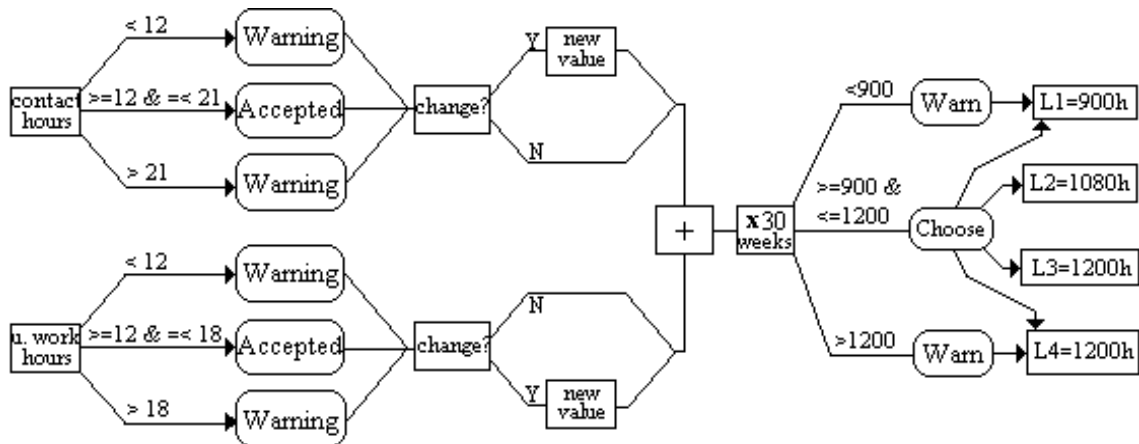 < 12
Warning
contact
hours
>=12 & =< 21
Accepted
> 21
Warning
change?
Y
new
value
N
< 12
Warning
u. work
hours
>=12 & =< 18
Accepted
> 18
Warning
change?
N
Y
new
value
+
x30
weeks
<900
Warn
L1=900h
>=900 &
<=1200
Choose
L2=1080h
L3=1200h
>1200
Warn
L4=1200h